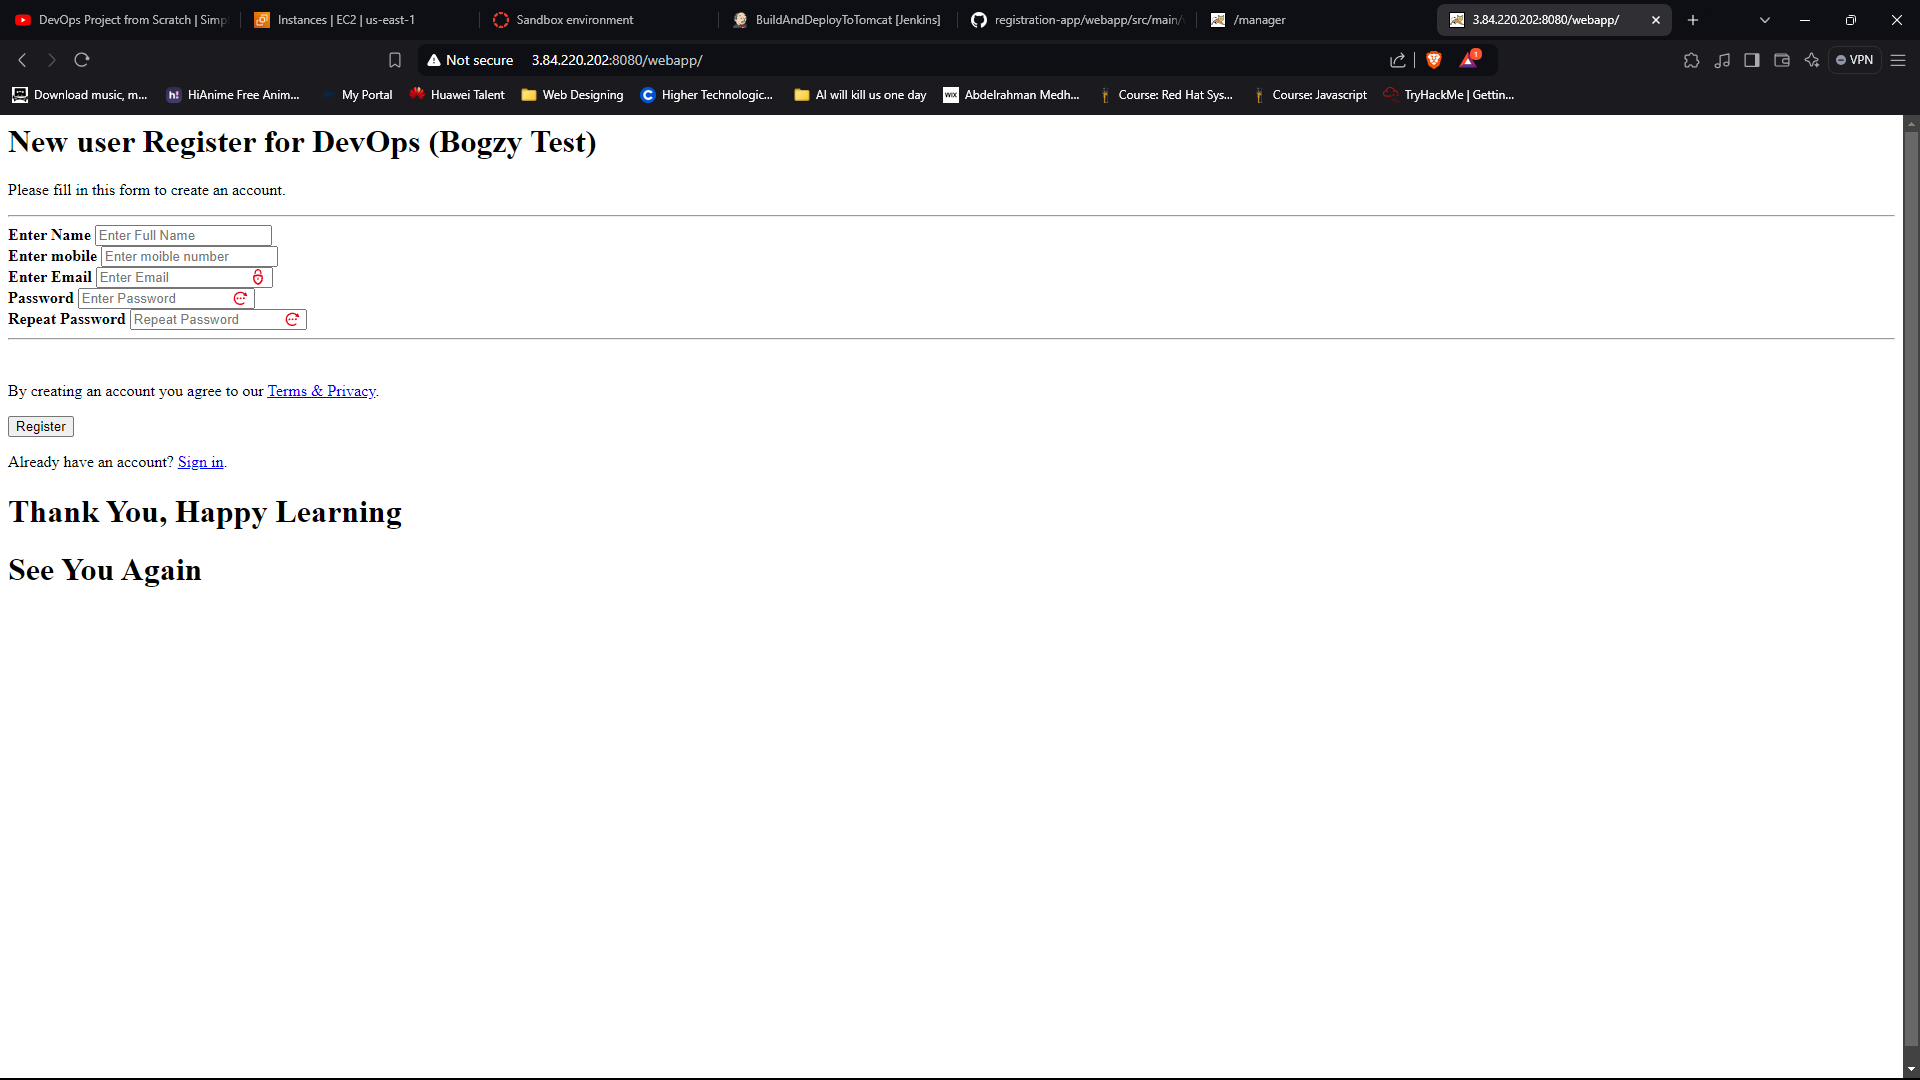 DevOps Project from Scratch | Simp
Instances | EC2 | us-east-1
Sandbox environment
BuildAndDeployToTomcat [Jenkins]
registration-app/webapp/src/main/
/manager
3.84.220.202:8080/webapp/
Not secure 3.84.220.202:8080/webapp/
1
VPN
Download music, m...
h! HiAnime Free Anim...
My Portal
Huawei Talent
Web Designing
C Higher Technologic...
AI will kill us one day
WIX Abdelrahman Medh...
Course: Red Hat Sys...
Course: Javascript
TryHackMe | Gettin...
New user Register for DevOps (Bogzy Test)
Please fill in this form to create an account.
Enter Name Enter Full Name
Enter mobile Enter moible number
Enter Email Enter Email
Password Enter Password
Repeat Password Repeat Password
By creating an account you agree to our Terms & Privacy.
Register
Already have an account? Sign in.
Thank You, Happy Learning
See You Again